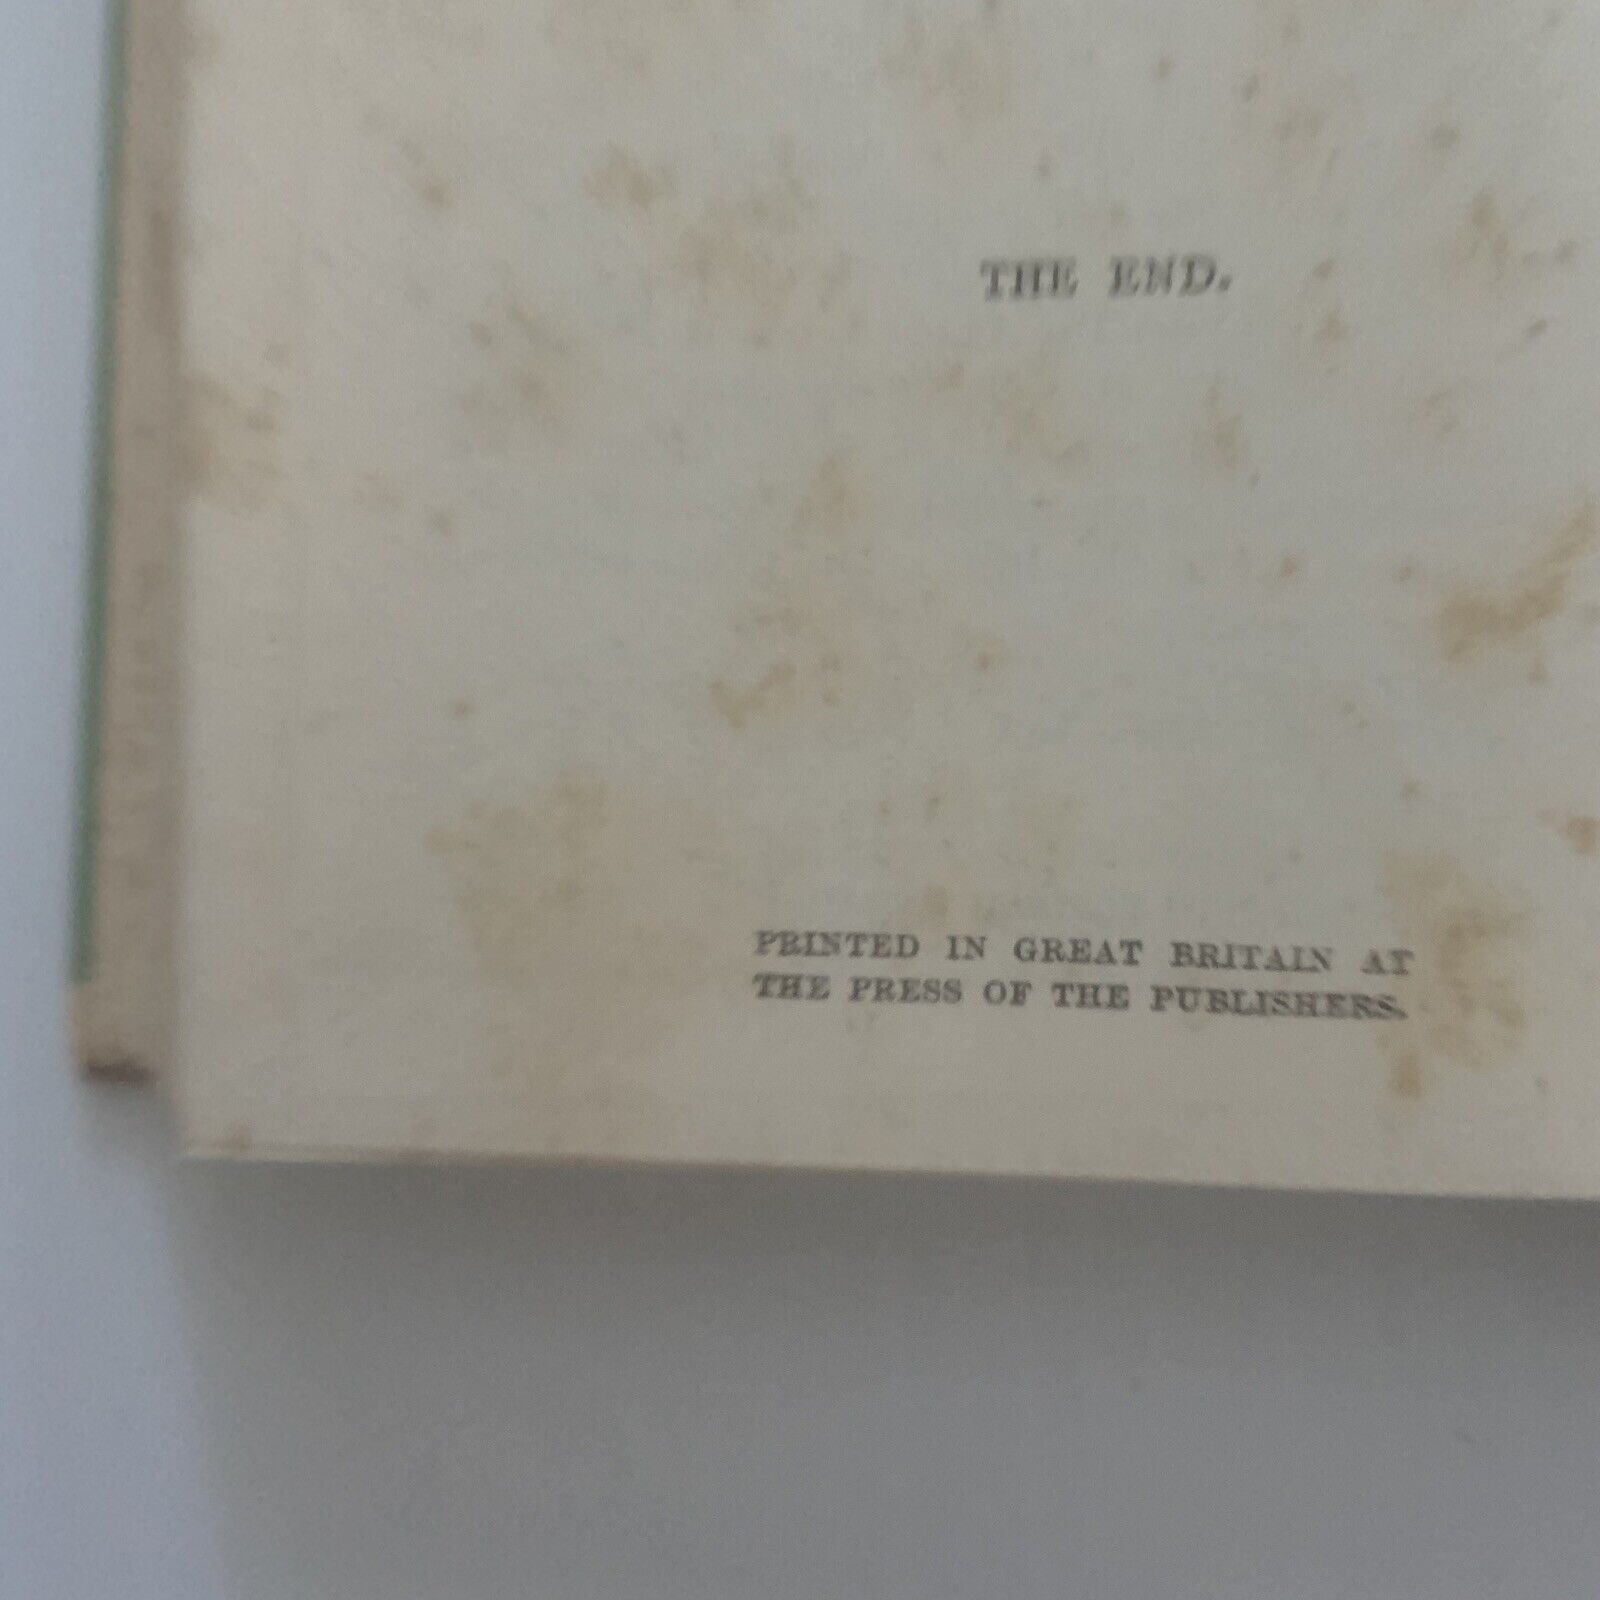 THE END.
PRINTED IN GREAT BRITAIN AT
THE PRESS OF THE PUBLISHERS.